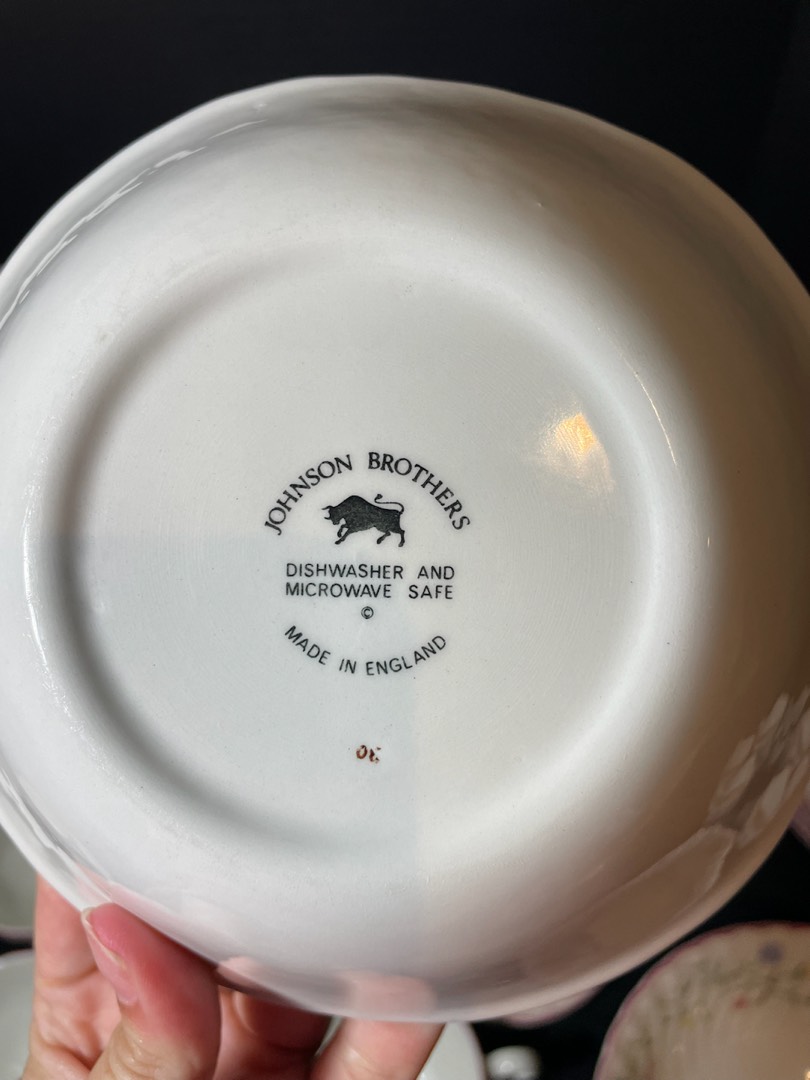 JOHNSON BROTHERS
DISHWASHER AND
MICROWAVE SAFE
©
MADE IN ENGLAND